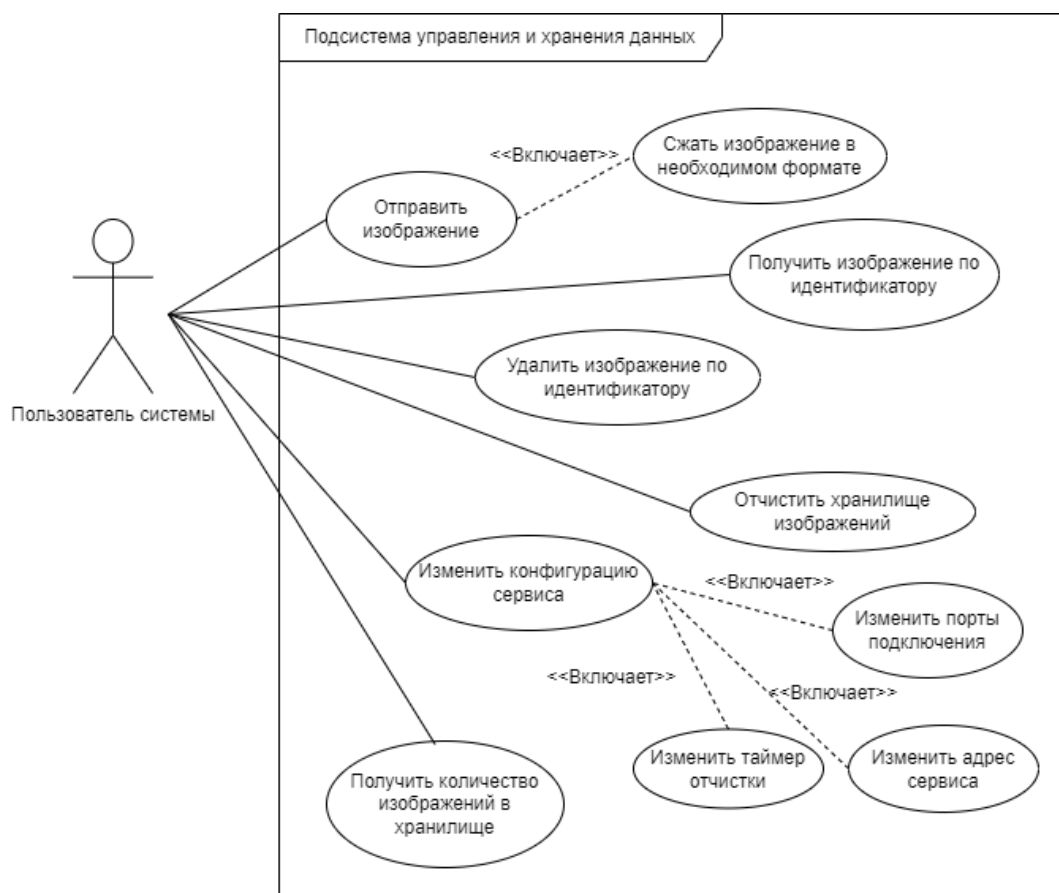 Подсистема управления и хранения данных
<<Включает>>
Сжать изображение в
необходимом формате
Отправить
изображение
Получить изображение по
идентификатору
Удалить изображение по
идентификатору
Пользователь системы
Отчистить хранилище
изображений
Изменить конфигурацию
сервиса
<<Включает>>
Изменить порты
подключения
<<Включает>>
<<Включает>>
Изменить таймер
отчистки
Изменить адрес
сервиса
Получить количество
изображений в
хранилище